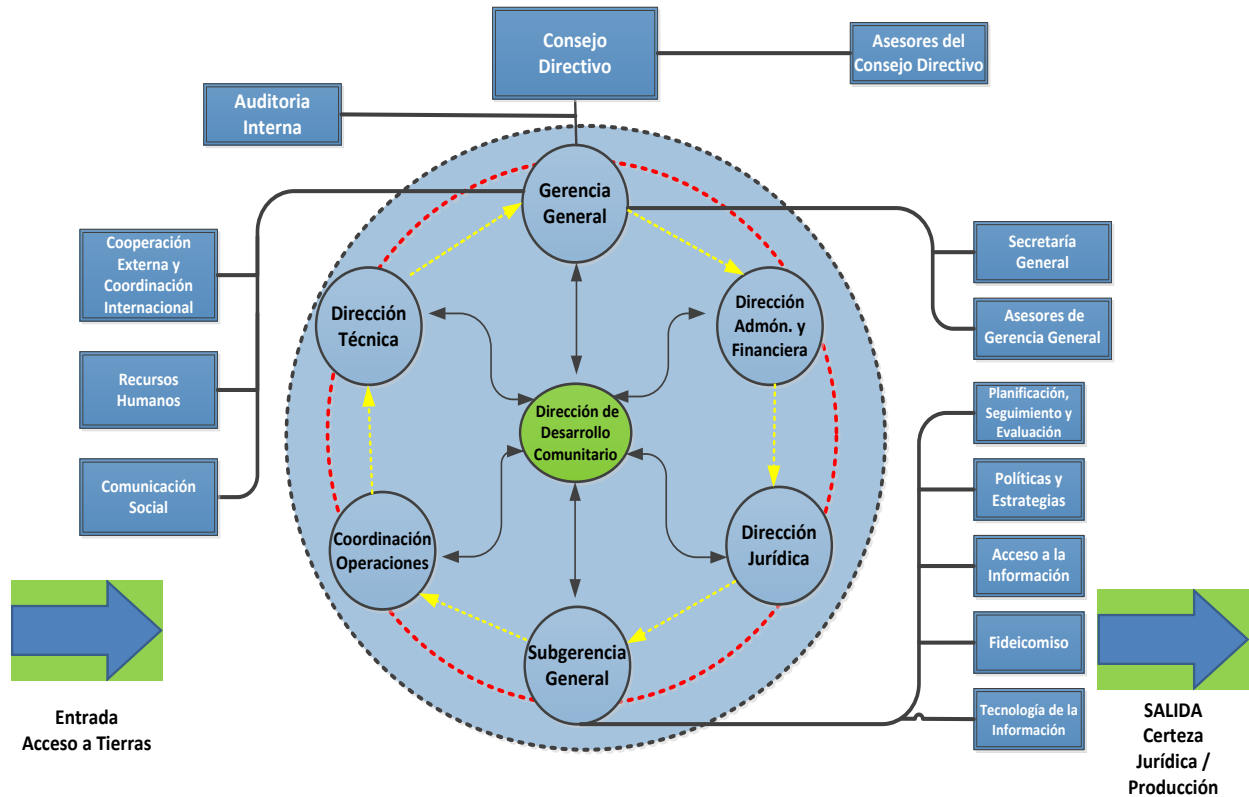 Consejo
Directivo
Asesores del
Consejo Directivo
Auditoria
Interna
Gerencia
General
Cooperación
Externa y
Coordinación
Internacional
Secretaría
General
Dirección
Técnica
Dirección
Admón. y
Financiera
Asesores de
Gerencia General
Recursos
Humanos
Dirección de
Desarrollo
Comunitario
Planificación,
Seguimiento y
Evaluación
Comunicación
Social
Políticas y
Estrategias
Coordinación
Operaciones
Dirección
Jurídica
Acceso a la
Información
Subgerencia
General
Fideicomiso
Tecnología de la
Información
Entrada
Acceso a Tierras
SALIDA
Certeza
Jurídica /
Producción